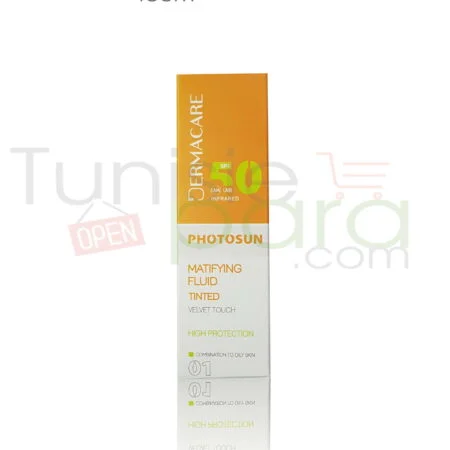 DERMACARE
SPF
50
UVA, UVB
INFRARED
PHOTOSUN
MATIFYING
FLUID
TINTED
VELVET TOUCH
HIGH PROTECTION
COMBINATION TO OILY SKIN
01
Tunisie
OPEN
para
.com